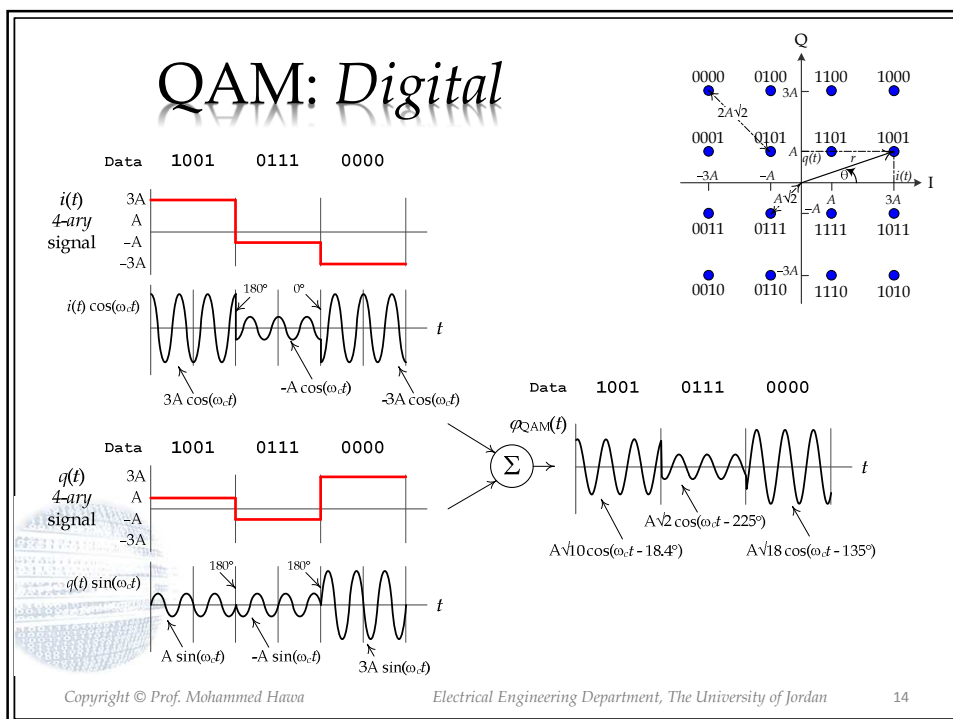 QAM: Digital
Q
0000 0100 1100 1000
3A
2A√2
0001 0101 1101 1001
A q(t) r
−3A −A θ i(t) I
A√2 −A A 3A
0011 0111 1111 1011
−3A
0010 0110 1110 1010
Data 1001 0111 0000
i(t)
4-ary
signal
3A
A
−A
−3A
180° 0°
i(t) cos(ωct)
t
3A cos(ωct)
-A cos(ωct)
-3A cos(ωct)
Data 1001 0111 0000
q(t)
4-ary
signal
3A
A
−A
−3A
180° 180°
q(t) sin(ωct)
t
A sin(ωct)
-A sin(ωct)
3A sin(ωct)
Σ
Data 1001 0111 0000
φQAM(t)
t
A√2 cos(ωct - 225°)
A√10 cos(ωct - 18.4°)
A√18 cos(ωct - 135°)
Copyright © Prof. Mohammed Hawa Electrical Engineering Department, The University of Jordan 14